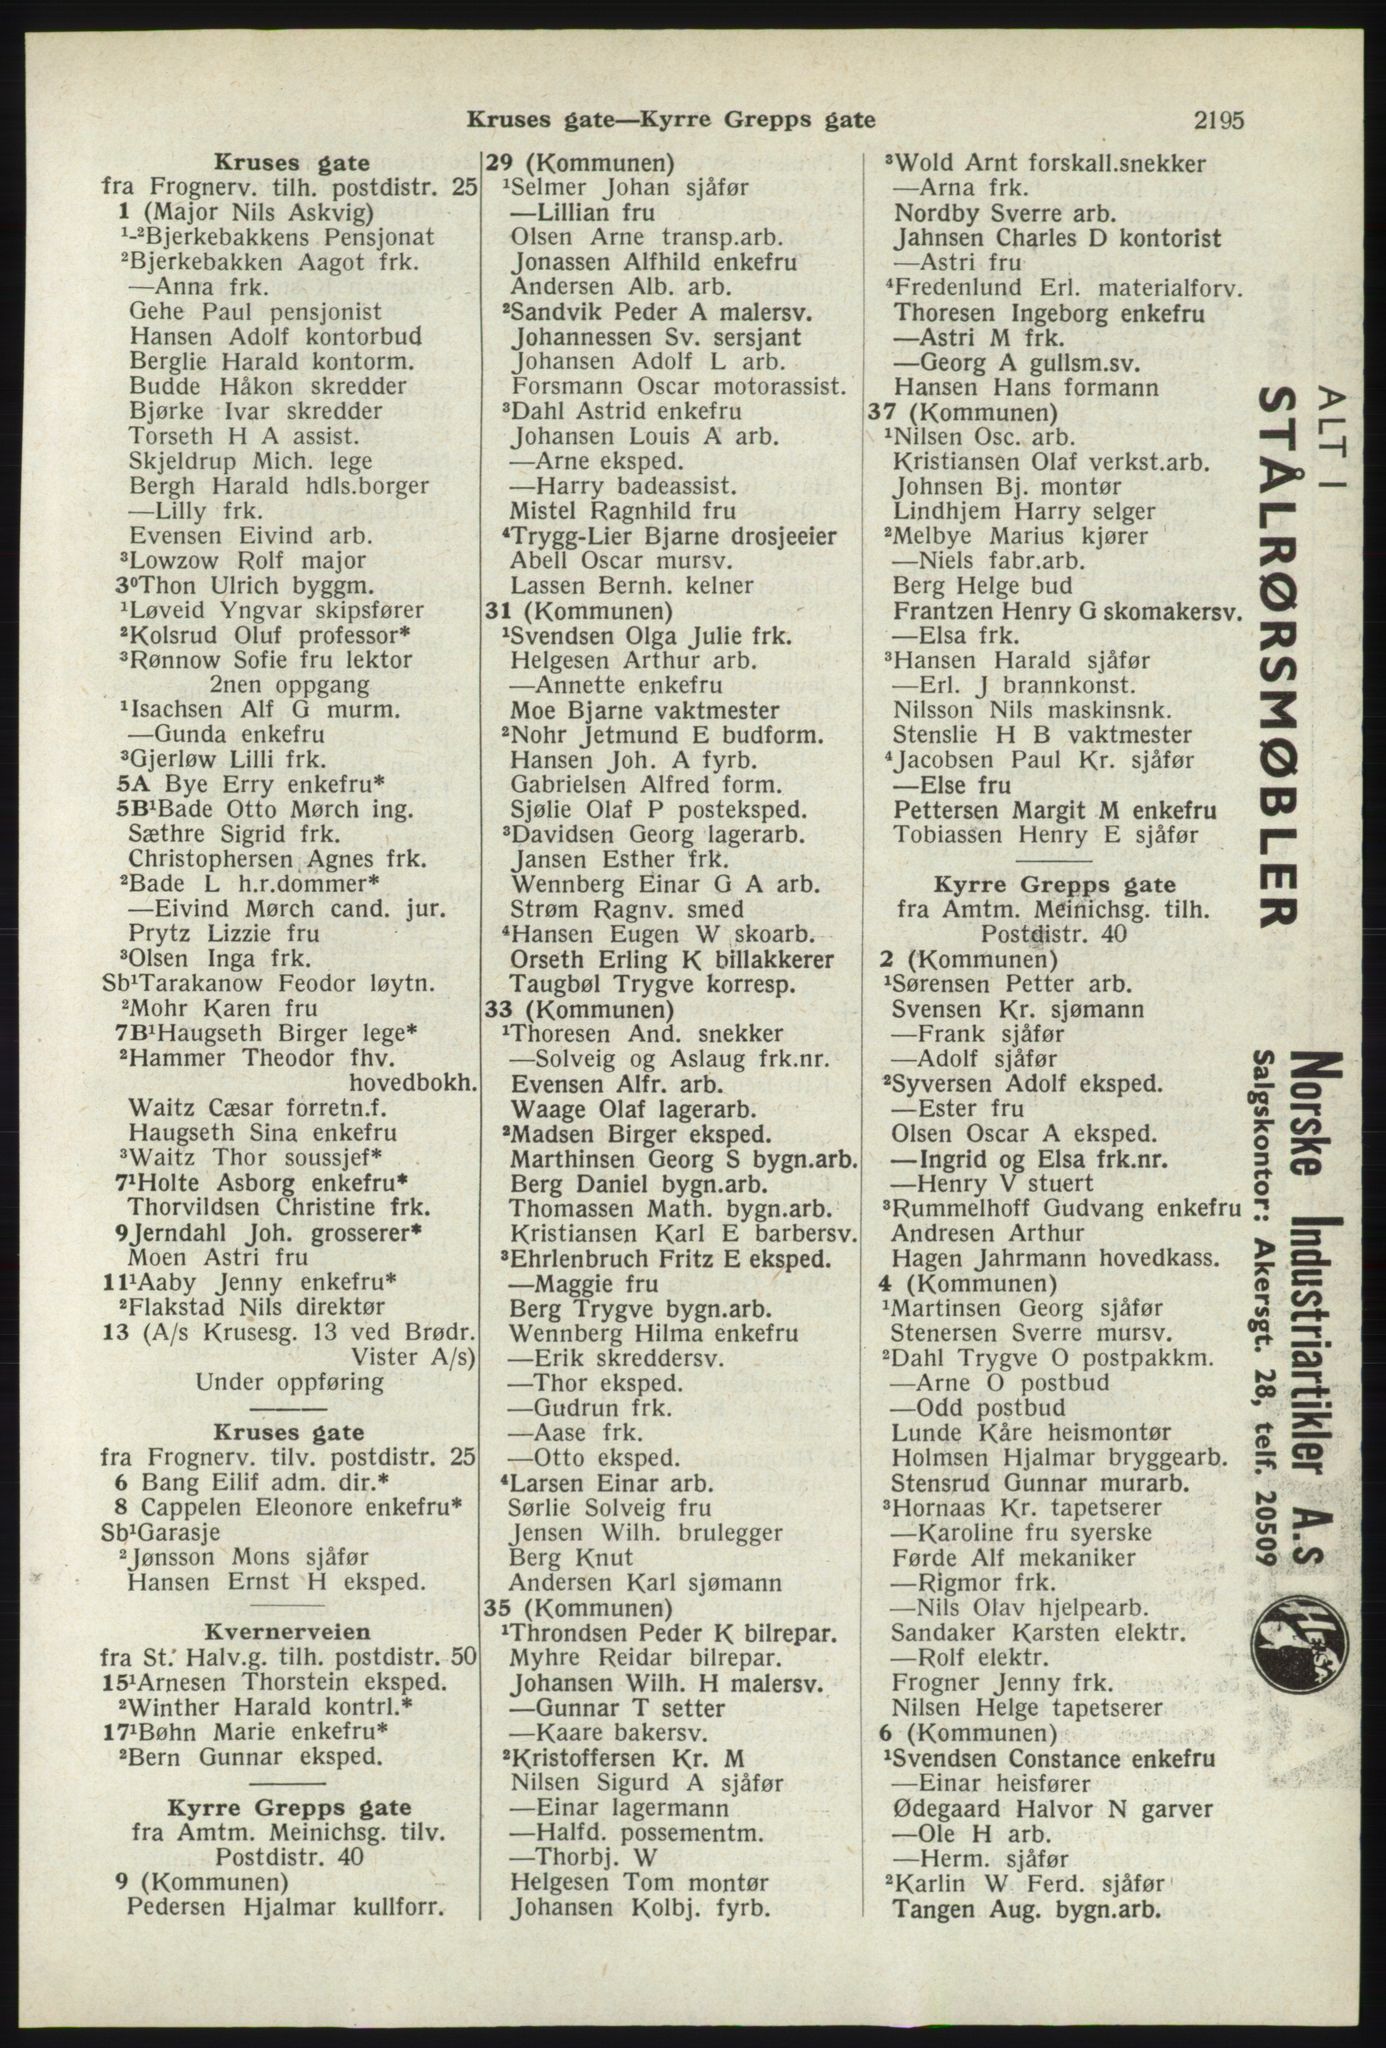 Kruses gate—Kyrre Grepps gate 2195
Kruses gate
fra Frognerv. tilh. postdistr. 25
1 (Major Nils Askvig)
¹-²Bjerkebakkens Pensjonat
²Bjerkebakken Aagot frk.
—Anna frk.
Gehe Paul pensjonist
Hansen Adolf kontorbud
Berglie Harald kontorm.
Budde Håkon skredder
Bjørke Ivar skredder
Torseth H A assist.
Skjeldrup Mich. lege
Bergh Harald hdls.borger
—Lilly frk.
Evensen Eivind arb.
³Lowzow Rolf major
3⁰Thon Ulrich byggm.
¹Løveid Yngvar skipsfører
²Kolsrud Oluf professor*
³Rønnow Sofie fru lektor
2nen oppgang
¹Isachsen Alf G murm.
—Gunda enkefru
³Gjerløw Lilli frk.
5A Bye Erry enkefru*
5B¹Bade Otto Mørch ing.
Sæthre Sigrid frk.
Christophersen Agnes frk.
²Bade L h.r.dommer*
—Eivind Mørch cand. jur.
Prytz Lizzie fru
³Olsen Inga frk.
Sb¹Tarakanow Feodor løytn.
²Mohr Karen fru
7B¹Haugseth Birger lege*
²Hammer Theodor fhv.
hovedbokh.
Waitz Cæsar forretn.f.
Haugseth Sina enkefru
³Waitz Thor soussjef*
7¹Holte Asborg enkefru*
Thorvildsen Christine frk.
9Jerndahl Joh. grosserer*
Moen Astri fru
11¹Aaby Jenny enkefru*
²Flakstad Nils direktør
13 (A/s Krusesg. 13 ved Brødr.
Vister A/s)
Under oppføring
Kruses gate
fra Frognerv. tilv. postdistr. 25
6 Bang Eilif adm. dir.*
8 Cappelen Eleonore enkefru*
Sb¹Garasje
²Jønsson Mons sjåfør
Hansen Ernst H eksped.
Kvernerveien
fra St. Halv.g. tilh. postdistr. 50
15¹Arnesen Thorstein eksped.
²Winther Harald kontrl.*
17¹Bøhn Marie enkefru*
²Bern Gunnar eksped.
Kyrre Grepps gate
fra Amtm. Meinichsg. tilv.
Postdistr. 40
9 (Kommunen)
Pedersen Hjalmar kullforr.
29 (Kommunen)
¹Selmer Johan sjåfør
—Lillian fru
Olsen Arne transp.arb.
Jonassen Alfhild enkefru
Andersen Alb. arb.
²Sandvik Peder A malersv.
Johannessen Sv. sersjant
Johansen Adolf L arb.
Forsmann Oscar motorassist.
³Dahl Astrid enkefru
Johansen Louis A arb.
—Arne eksped.
—Harry badeassist.
Mistel Ragnhild fru
⁴Trygg-Lier Bjarne drosjeeier
Abell Oscar mursv.
Lassen Bernh. kelner
31 (Kommunen)
¹Svendsen Olga Julie frk.
Helgesen Arthur arb.
—Annette enkefru
Moe Bjarne vaktmester
²Nohr Jetmund E budform.
Hansen Joh. A fyrb.
Gabrielsen Alfred form.
Sjølie Olaf P posteksped.
³Davidsen Georg lagerarb.
Jansen Esther frk.
Wennberg Einar G A arb.
Strøm Ragnv. smed
⁴Hansen Eugen W skoarb.
Orseth Erling K billakkerer
Taugbøl Trygve korresp.
33 (Kommunen)
¹Thoresen And. snekker
—Solveig og Aslaug frk.nr.
Evensen Alfr. arb.
Waage Olaf lagerarb.
²Madsen Birger eksped.
Marthinsen Georg S bygn.arb.
Berg Daniel bygn.arb.
Thomassen Math. bygn.arb.
Kristiansen Karl E barbersv.
³Ehrlenbruch Fritz E eksped.
—Maggie fru
Berg Trygve bygn.arb.
Wennberg Hilma enkefru
—Erik skreddersv.
—Thor eksped.
—Gudrun frk.
—Aase frk.
—Otto eksped.
⁴Larsen Einar arb.
Sørlie Solveig fru
Jensen Wilh. brulegger
Berg Knut
Andersen Karl sjømann
35 (Kommunen)
¹Throndsen Peder K bilrepar.
Myhre Reidar bilrepar.
Johansen Wilh. H malersv.
—Gunnar T setter
—Kaare bakersv.
²Kristoffersen Kr. M
Nilsen Sigurd A sjåfør
—Einar lagermann
—Halfd. possementm.
—Thorbj. W
Helgesen Tom montør
Johansen Kolbj. fyrb.
³Wold Arnt forskall.snekker
—Arna frk.
Nordby Sverre arb.
Jahnsen Charles D kontorist
—Astri fru
⁴Fredenlund Erl. materialforv.
Thoresen Ingeborg enkefru
—Astri M frk.
—Georg A gullsm.sv.
Hansen Hans formann
37 (Kommunen)
¹Nilsen Osc. arb.
Kristiansen Olaf verkst.arb.
Johnsen Bj. montør
Lindhjem Harry selger
²Melbye Marius kjører
—Niels fabr.arb.
Berg Helge bud
Frantzen Henry G skomakersv.
—Elsa frk.
³Hansen Harald sjåfør
—Erl. J brannkonst.
Nilsson Nils maskinsnk.
Stenslie H B vaktmester
⁴Jacobsen Paul Kr. sjåfør
—Else fru
Pettersen Margit M enkefru
Tobiassen Henry E sjåfør
Kyrre Grepps gate
fra Amtm. Meinichsg. tilh.
Postdistr. 40
2 (Kommunen)
¹Sørensen Petter arb.
Svensen Kr. sjømann
—Frank sjåfør
—Adolf sjåfør
²Syversen Adolf eksped.
—Ester fru
Olsen Oscar A eksped.
—Ingrid og Elsa frk.nr.
—Henry V stuert
³Rummelhoff Gudvang enkefru
Andresen Arthur
Hagen Jahrmann hovedkass.
4 (Kommunen)
¹Martinsen Georg sjåfør
Stenersen Sverre mursv.
²Dahl Trygve O postpakkm.
—Arne O postbud
—Odd postbud
Lunde Kåre heismontør
Holmsen Hjalmar bryggearb.
Stensrud Gunnar murarb.
³Hornaas Kr. tapetserer
—Karoline fru syerske
Førde Alf mekaniker
—Rigmor frk.
—Nils Olav hjelpearb.
Sandaker Karsten elektr.
—Rolf elektr.
Frogner Jenny frk.
Nilsen Helge tapetserer
6 (Kommunen)
¹Svendsen Constance enkefru
—Einar heisfører
Ødegaard Halvor N garver
—Ole H arb.
—Herm. sjåfør
²Karlin W Ferd. sjåfør
Tangen Aug. bygn.arb.
ALT I
STÅLRØRSMØBLER
Norske Industriartikler A.s
Salgskontor: Akersgt. 28, telf. 20509